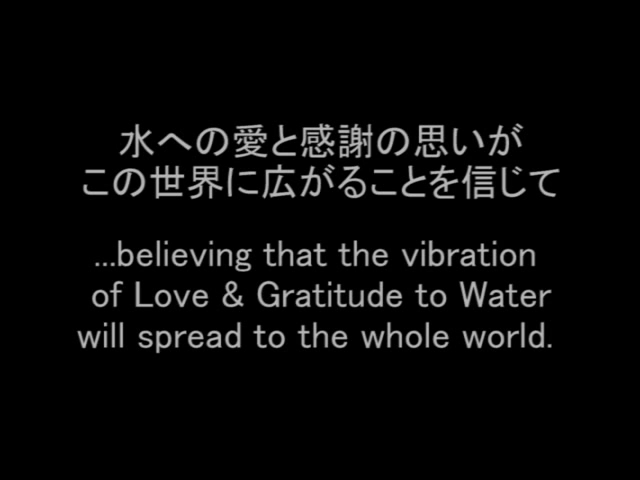 水への愛と感謝の思いが
この世界に広がることを信じて
...believing that the vibration
of Love & Gratitude to Water
will spread to the whole world.